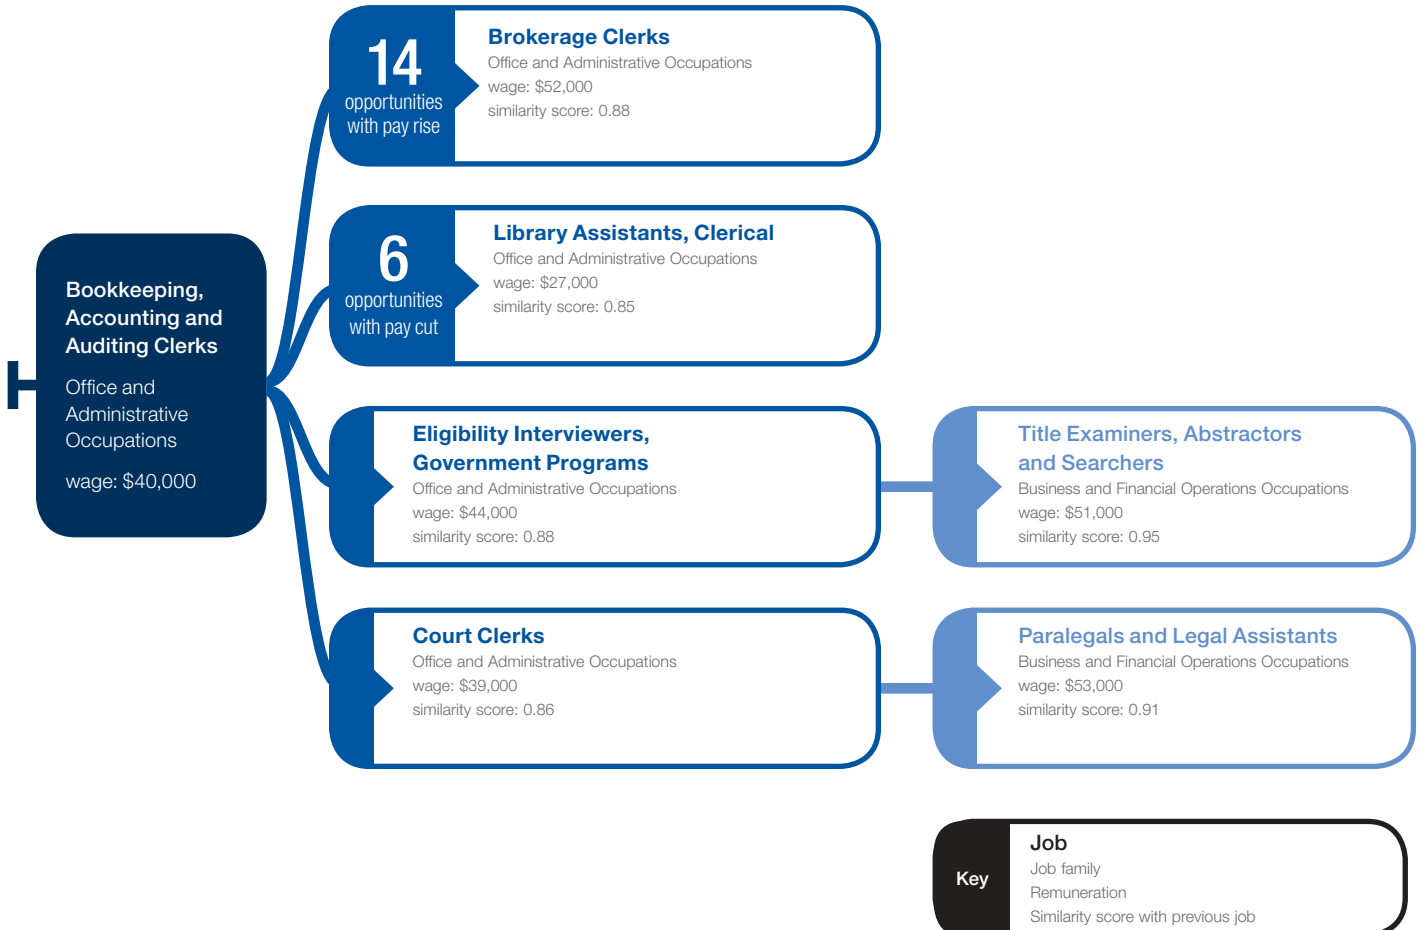 Bookkeeping,
Accounting and
Auditing Clerks
Office and
Administrative
Occupations
wage: $40,000
14
opportunities
with pay rise
Brokerage Clerks
Office and Administrative Occupations
wage: $52,000
similarity score: 0.88
6
opportunities
with pay cut
Library Assistants, Clerical
Office and Administrative Occupations
wage: $27,000
similarity score: 0.85
Eligibility Interviewers,
Government Programs
Office and Administrative Occupations
wage: $44,000
similarity score: 0.88
Title Examiners, Abstractors
and Searchers
Business and Financial Operations Occupations
wage: $51,000
similarity score: 0.95
Court Clerks
Office and Administrative Occupations
wage: $39,000
similarity score: 0.86
Paralegals and Legal Assistants
Business and Financial Operations Occupations
wage: $53,000
similarity score: 0.91
Key
Job
Job family
Remuneration
Similarity score with previous job